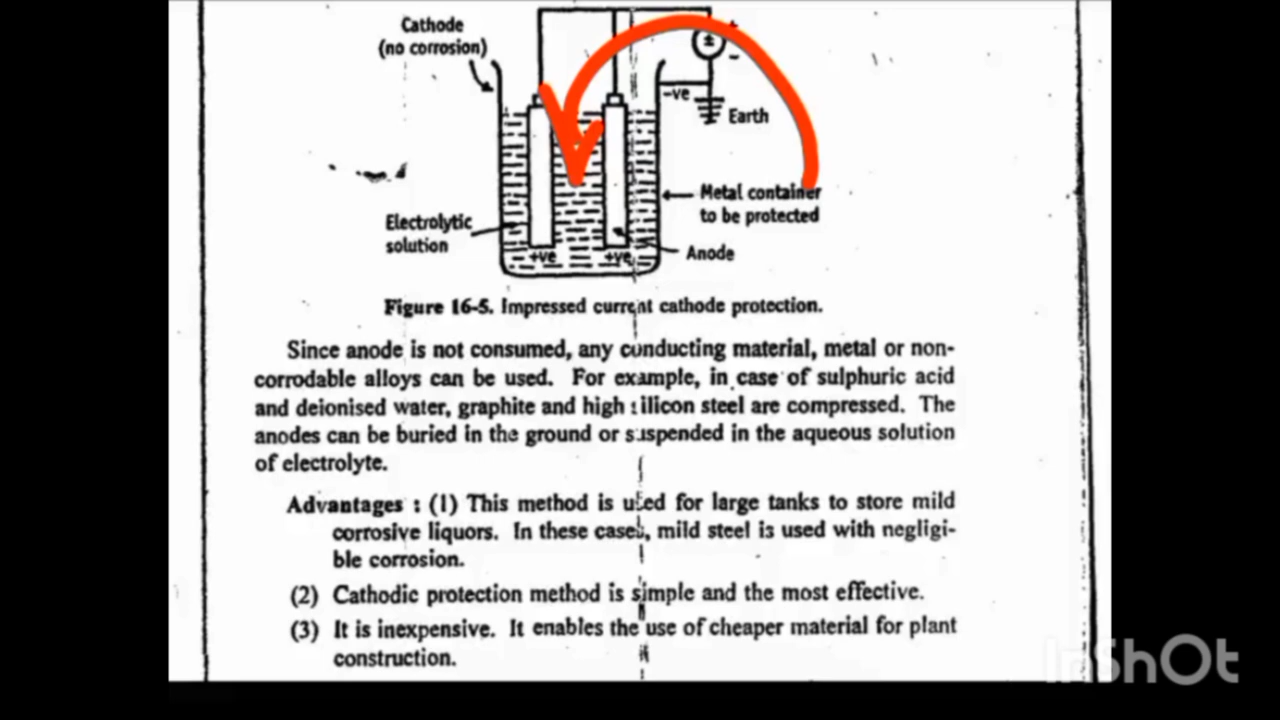 Cathode
(no corrosion)
+
±
-
-ve
Earth
Metal container
to be protected
Electrolytic
solution
+ve
+ve
Anode
Figure 16-5. Impressed current cathode protection.
Since anode is not consumed, any conducting material, metal or non-
corrodable alloys can be used. For example, in case of sulphuric acid
and deionised water, graphite and high silicon steel are compressed. The
anodes can be buried in the ground or suspended in the aqueous solution
of electrolyte.
Advantages : (1) This method is used for large tanks to store mild
corrosive liquors. In these cases, mild steel is used with negligi-
ble corrosion.
(2) Cathodic protection method is simple and the most effective.
(3) It is inexpensive. It enables the use of cheaper material for plant
construction.
InShOt